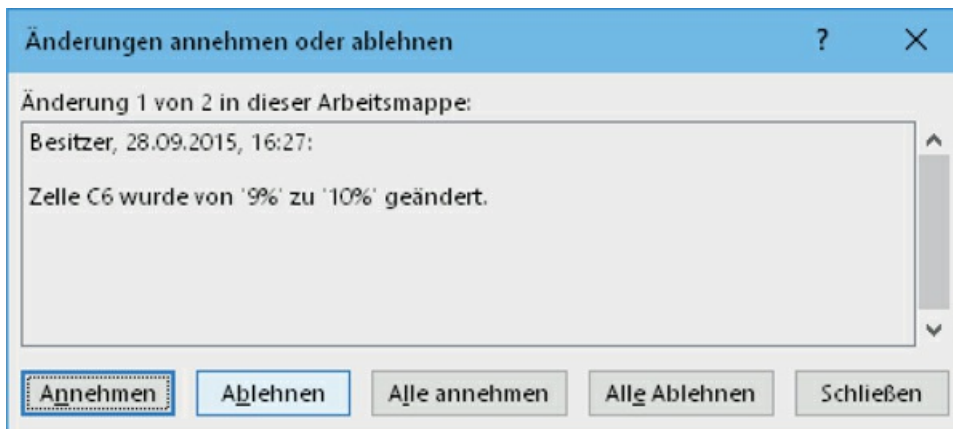 Änderungen annehmen oder ablehnen ?
Änderung 1 von 2 in dieser Arbeitsmappe:
Besitzer, 28.09.2015, 16:27:
Zelle C6 wurde von '9%' zu '10%' geändert.
Annehmen Ablehnen Alle annehmen Alle Ablehnen Schließen